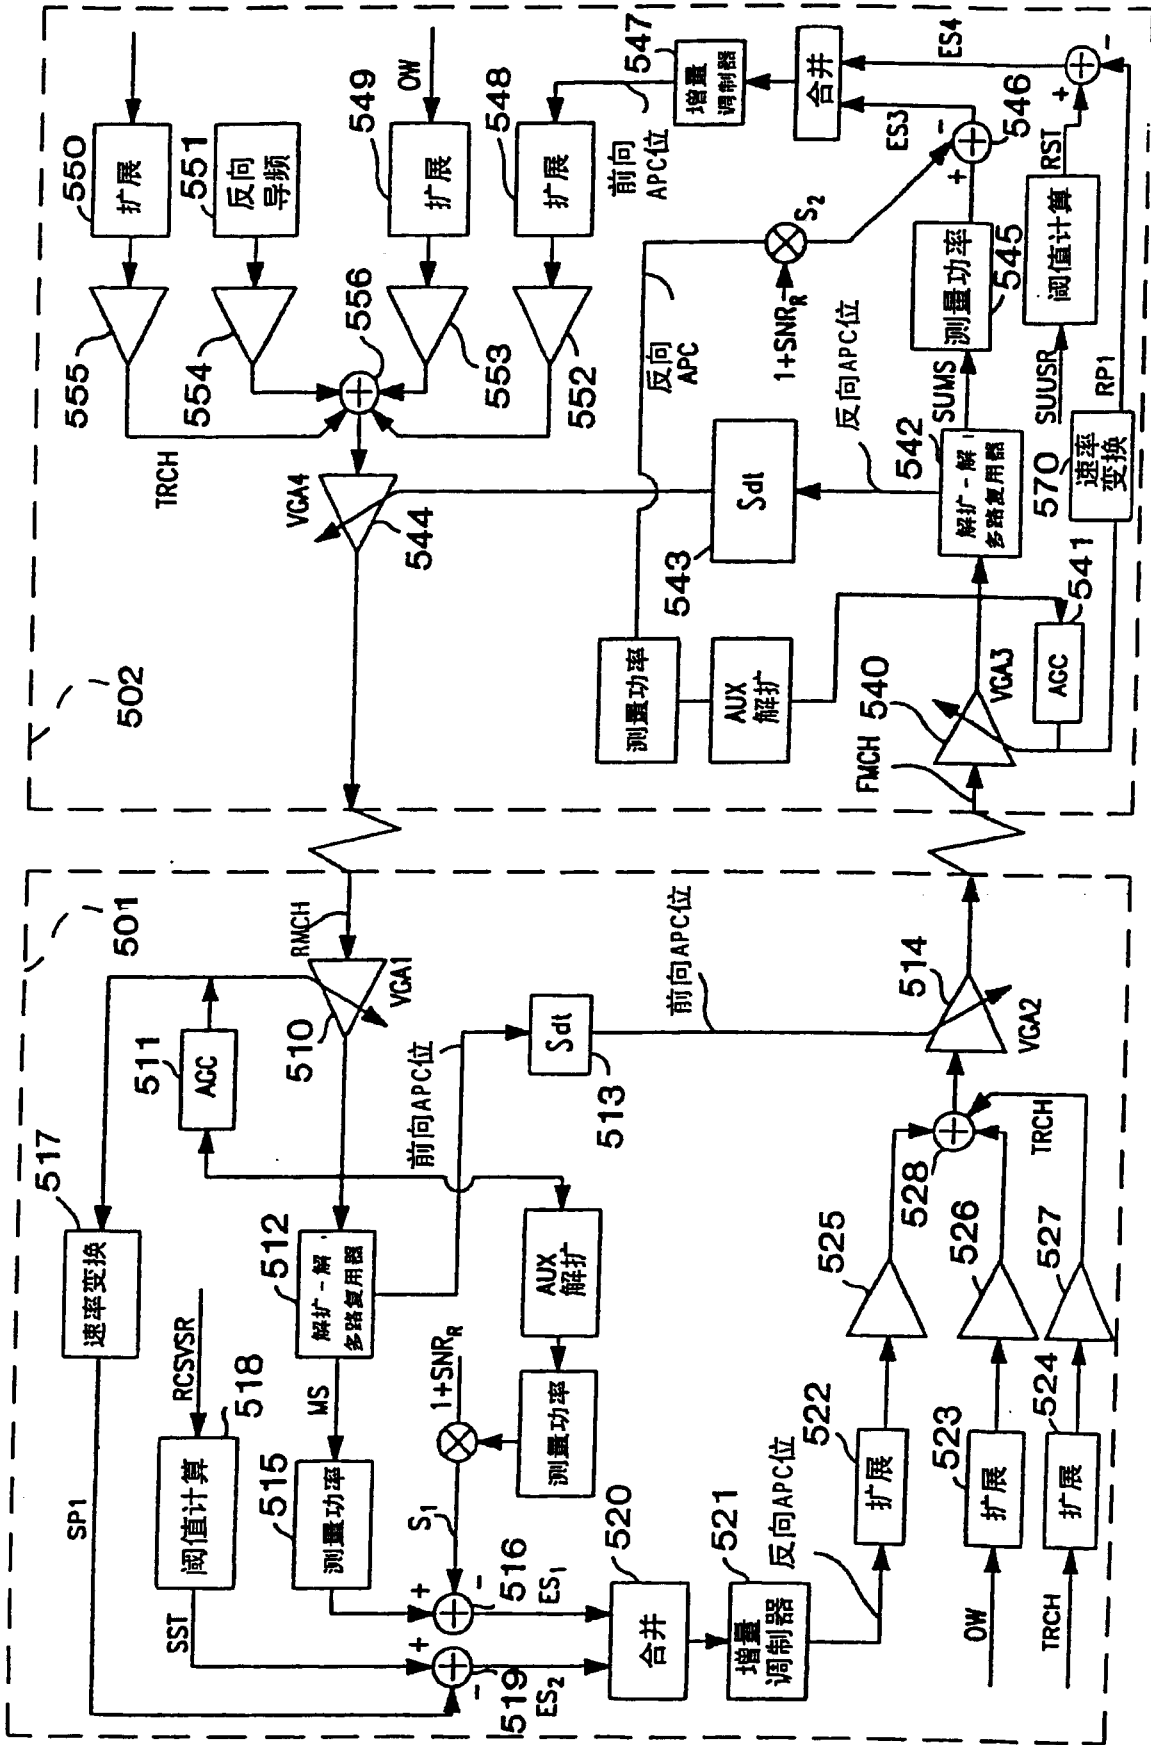 501
517
速率变换
SP1
511
AGC
RMCH
VGA1
510
RCSVSR
518
阈值计算
SST
512
解扩-解
多路复用器
MS
515
测量功率
前向APC位
Sdt
513
前向APC位
AUX
解扩
测量功率
1+SNRR
S1
516
ES1
519
ES2
+
-
+
-
520
合并
521
增量
调制器
反向APC位
522
扩展
525
523
扩展
526
524
扩展
527
OW
TRCH
TRCH
528
514
VGA2
502
550
扩展
551
反向
导频
549
扩展
OW
548
扩展
555
554
553
552
556
TRCH
VGA4
544
前向
APC位
547
增量
调制器
合并
ES4
ES3
546
+
-
+
-
S2
1+SNRR
反向
APC
反向APC位
Sdt
543
测量功率
AUX
解扩
测量功率
545
SUMS
542
解扩-解
多路复用器
RST
阈值计算
SUUSR
RP1
570
速率
变换
541
AGC
540
VGA3
FMCH